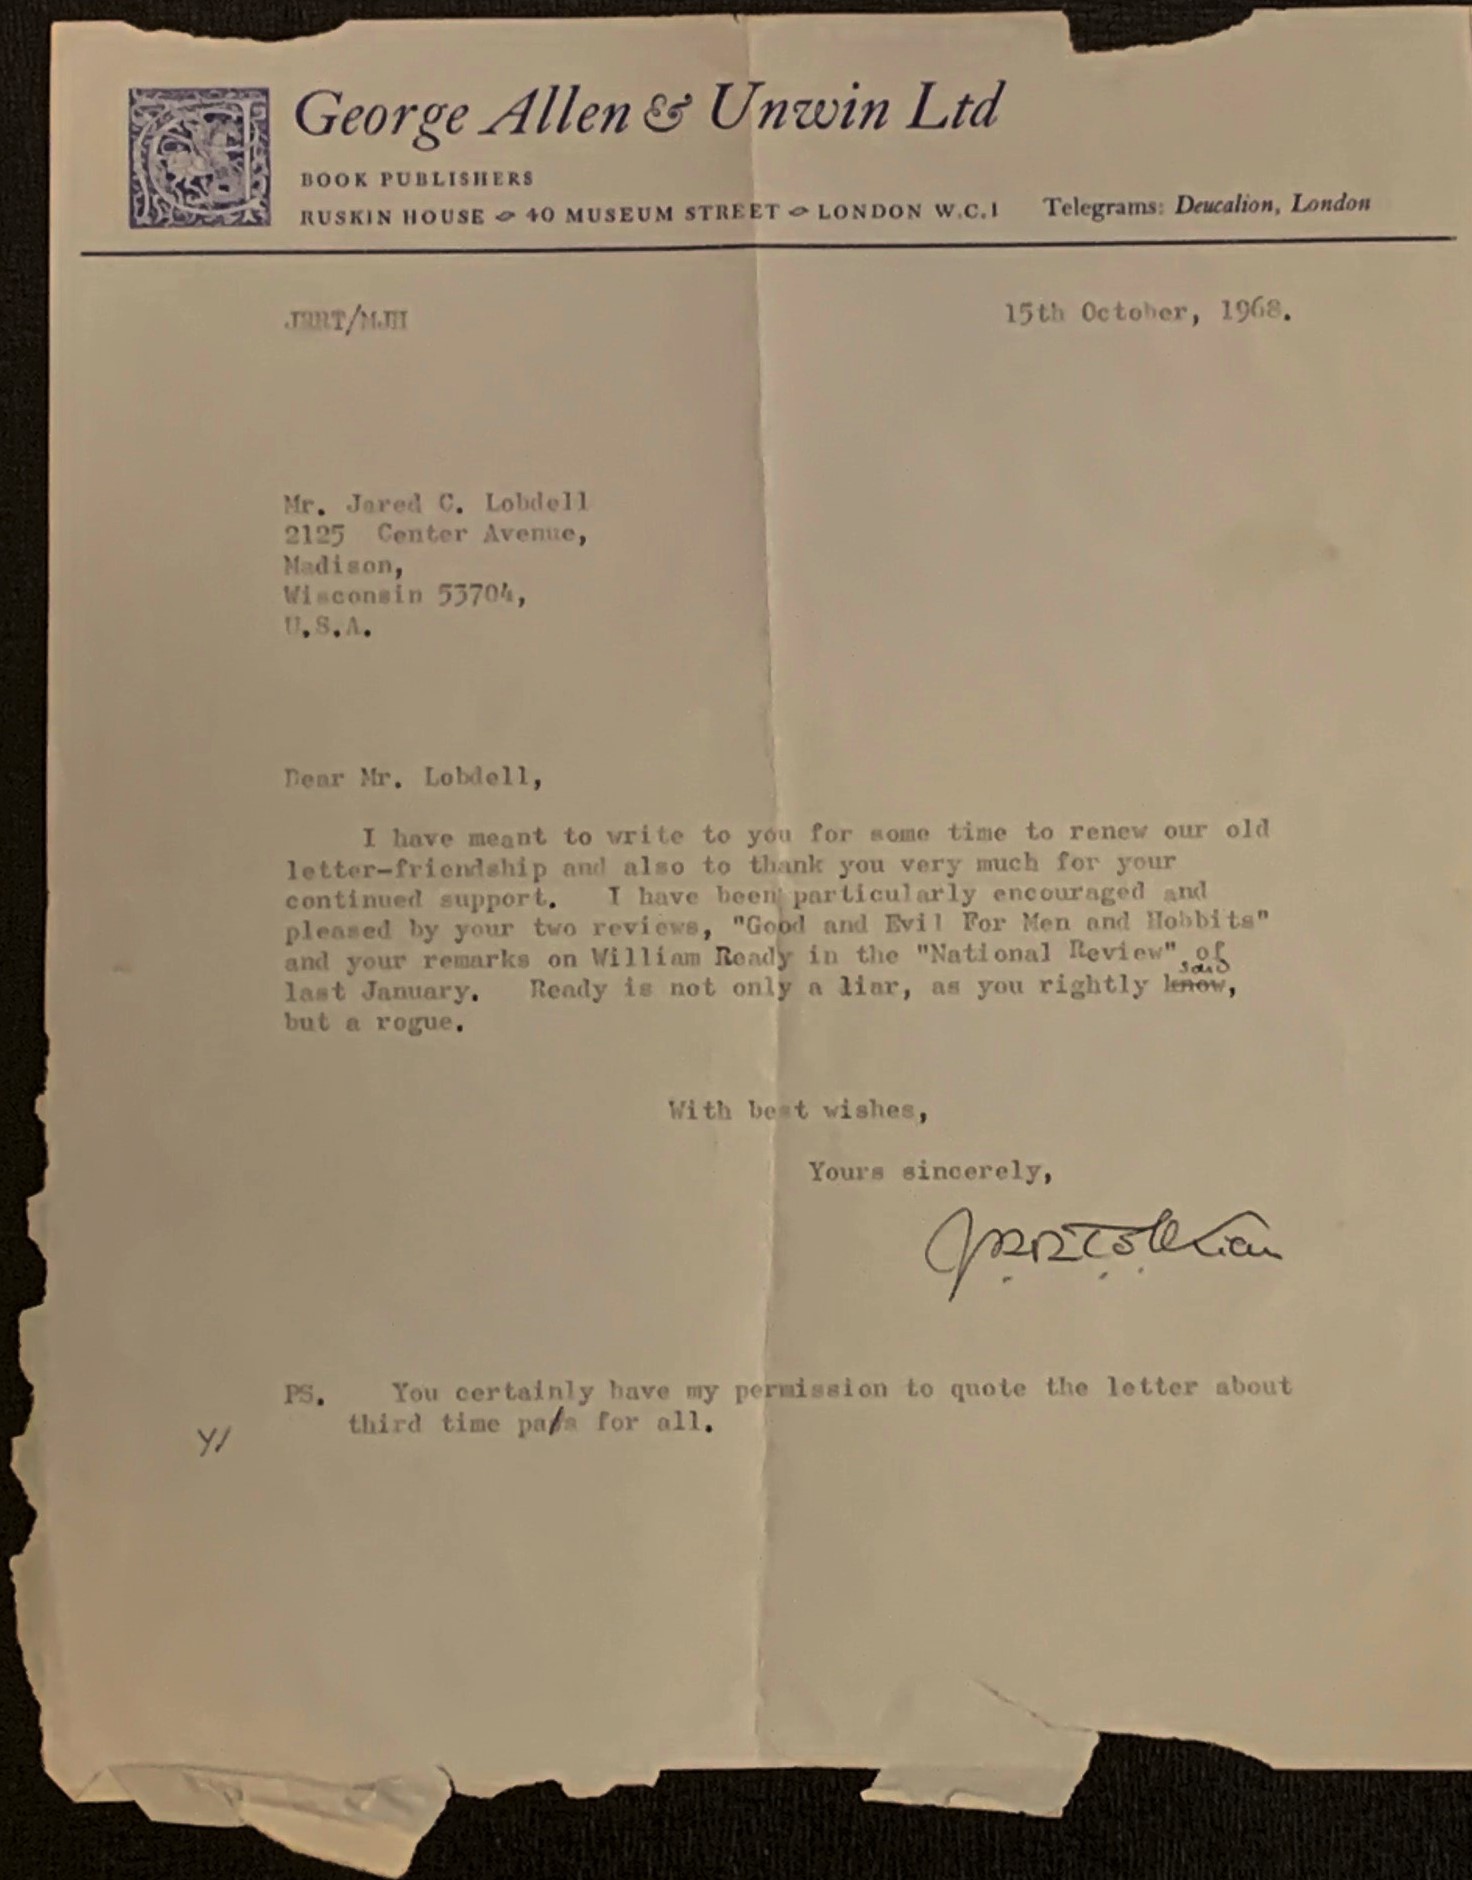 George Allen & Unwin Ltd
BOOK PUBLISHERS
RUSKIN HOUSE 40 MUSEUM STREET LONDON W.C.1 Telegrams: Deucalion, London
JRRT/MJH 15th October, 1968.
Mr. Jared C. Lobdell
2125 Center Avenue,
Madison,
Wisconsin 53704,
U.S.A.
Dear Mr. Lobdell,
I have meant to write to you for some time to renew our old
letter-friendship and also to thank you very much for your
continued support. I have been particularly encouraged and
pleased by your two reviews, "Good and Evil For Men and Hobbits"
and your remarks on William Ready in the "National Review" of
said
last January. Ready is not only a liar, as you rightly know,
but a rogue.
With best wishes,
Yours sincerely,
JRRTolkien
PS. You certainly have my permission to quote the letter about
third time pays for all.